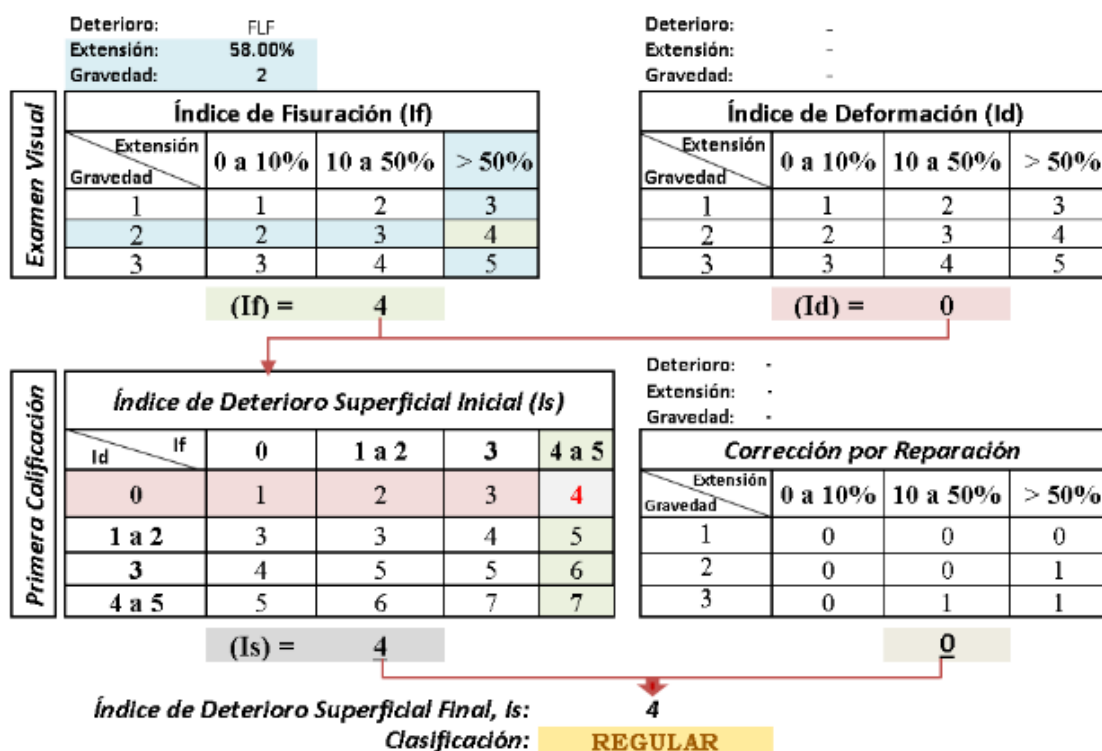 Deterioro: FLF
Extensión: 58.00%
Gravedad: 2
Deterioro: -
Extensión: -
Gravedad: -
Examen Visual
Índice de Fisuración (If)
Extensión
Gravedad
0 a 10% 10 a 50% > 50%
1 1 2 3
2 2 3 4
3 3 4 5
(If) = 4
Índice de Deformación (Id)
Extensión
Gravedad
0 a 10% 10 a 50% > 50%
1 1 2 3
2 2 3 4
3 3 4 5
(Id) = 0
Primera Calificación
Índice de Deterioro Superficial Inicial (Is)
If
Id
0 1 a 2 3 4 a 5
0 1 2 3 4
1 a 2 3 3 4 5
3 4 5 5 6
4 a 5 5 6 7 7
(Is) = 4
Deterioro: -
Extensión: -
Gravedad: -
Corrección por Reparación
Extensión
Gravedad
0 a 10% 10 a 50% > 50%
1 0 0 0
2 0 0 1
3 0 1 1
0
Índice de Deterioro Superficial Final, Is: 4
Clasificación: REGULAR